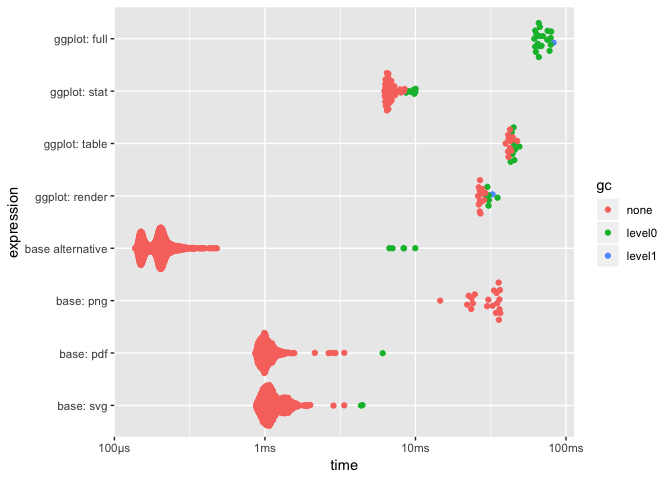 ggplot: full
ggplot: stat
ggplot: table
ggplot: render
base alternative
base: png
base: pdf
base: svg
expression
100µs
1ms
10ms
100ms
time
gc
none
level0
level1